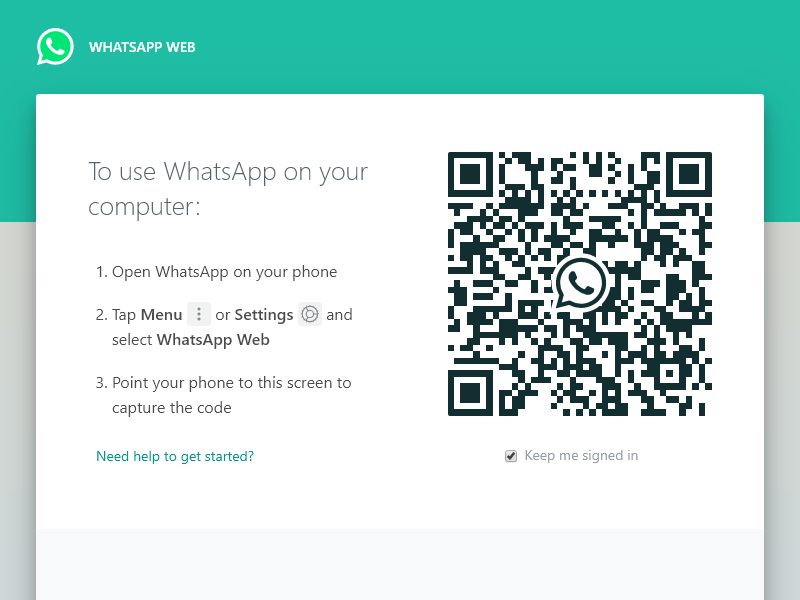 WHATSAPP WEB
To use WhatsApp on your
computer:
1. Open WhatsApp on your phone
2. Tap Menu or Settings and
select WhatsApp Web
3. Point your phone to this screen to
capture the code
Need help to get started?
Keep me signed in